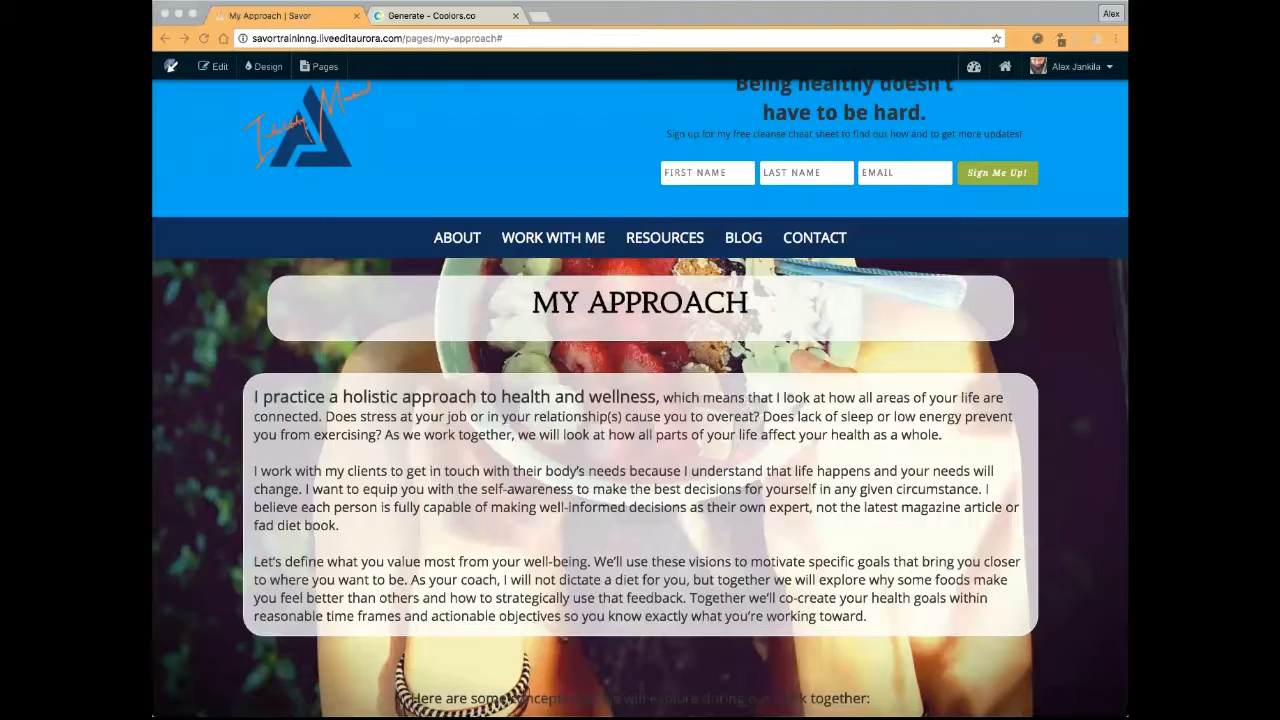 My Approach | Savor
Generate - Coolors.co
Alex
savortraininng.liveeditaurora.com/pages/my-approach#
Edit
Design
Pages
Alex Jankila
Being healthy doesn't
have to be hard.
Sign up for my free cleanse cheat sheet to find out how and to get more updates!
FIRST NAME
LAST NAME
EMAIL
Sign Me Up!
ABOUT
WORK WITH ME
RESOURCES
BLOG
CONTACT
MY APPROACH
I practice a holistic approach to health and wellness, which means that I look at how all areas of your life are
connected. Does stress at your job or in your relationship(s) cause you to overeat? Does lack of sleep or low energy prevent
you from exercising? As we work together, we will look at how all parts of your life affect your health as a whole.
I work with my clients to get in touch with their body's needs because I understand that life happens and your needs will
change. I want to equip you with the self-awareness to make the best decisions for yourself in any given circumstance. I
believe each person is fully capable of making well-informed decisions as their own expert, not the latest magazine article or
fad diet book.
Let's define what you value most from your well-being. We'll use these visions to motivate specific goals that bring you closer
to where you want to be. As your coach, I will not dictate a diet for you, but together we will explore why some foods make
you feel better than others and how to strategically use that feedback. Together we'll co-create your health goals within
reasonable time frames and actionable objectives so you know exactly what you're working toward.
Here are some explore during our together: